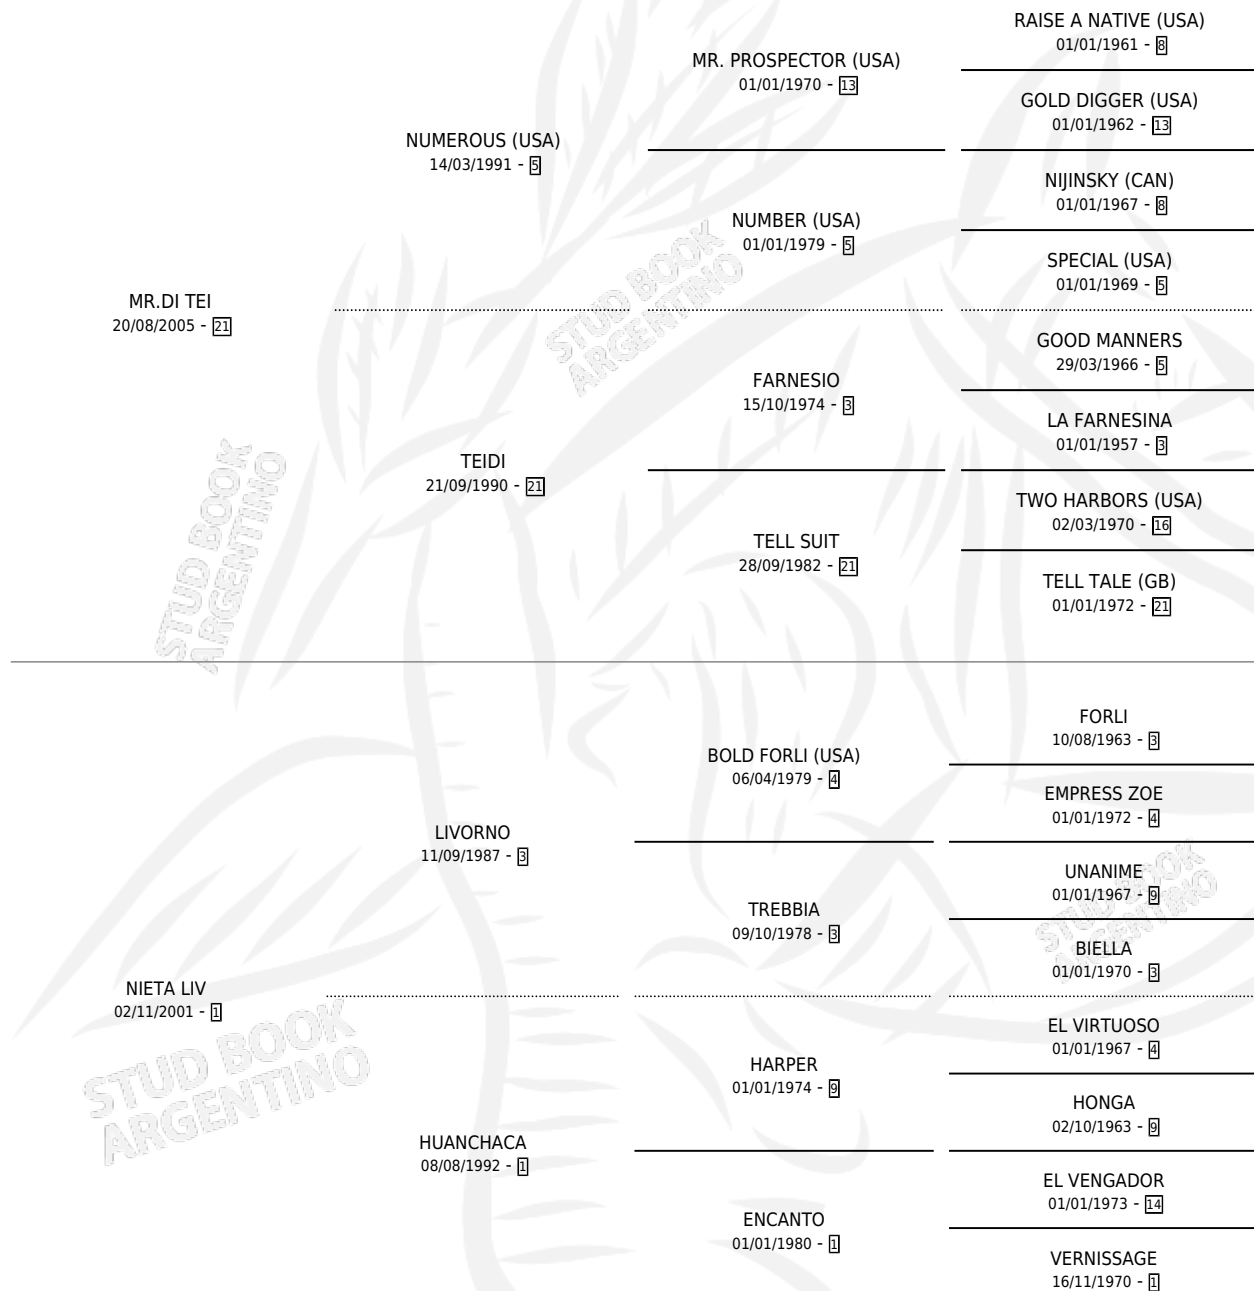 RAISE A NATIVE (USA)
01/01/1961 - 8
MR. PROSPECTOR (USA)
01/01/1970 - 13
GOLD DIGGER (USA)
01/01/1962 - 13
NUMEROUS (USA)
14/03/1991 - 5
NIJINSKY (CAN)
01/01/1967 - 8
NUMBER (USA)
01/01/1979 - 5
SPECIAL (USA)
01/01/1969 - 5
MR.DI TEI
20/08/2005 - 21
GOOD MANNERS
29/03/1966 - 5
FARNESIO
15/10/1974 - 3
LA FARNESINA
01/01/1957 - 3
TEIDI
21/09/1990 - 21
TWO HARBORS (USA)
02/03/1970 - 16
TELL SUIT
28/09/1982 - 21
TELL TALE (GB)
01/01/1972 - 21
FORLI
10/08/1963 - 3
BOLD FORLI (USA)
06/04/1979 - 4
EMPRESS ZOE
01/01/1972 - 4
LIVORNO
11/09/1987 - 3
UNANIME
01/01/1967 - 9
TREBBIA
09/10/1978 - 3
BIELLA
01/01/1970 - 3
NIETA LIV
02/11/2001 - 1
EL VIRTUOSO
01/01/1967 - 4
HARPER
01/01/1974 - 9
HONGA
02/10/1963 - 9
HUANCHACA
08/08/1992 - 1
EL VENGADOR
01/01/1973 - 14
ENCANTO
01/01/1980 - 1
VERNISSAGE
16/11/1970 - 1
STUD BOOK
ARGENTINO
STUD BOOK
ARGENTINO
STUD BOOK
ARGENTINO
STUD BOOK
ARGENTINO